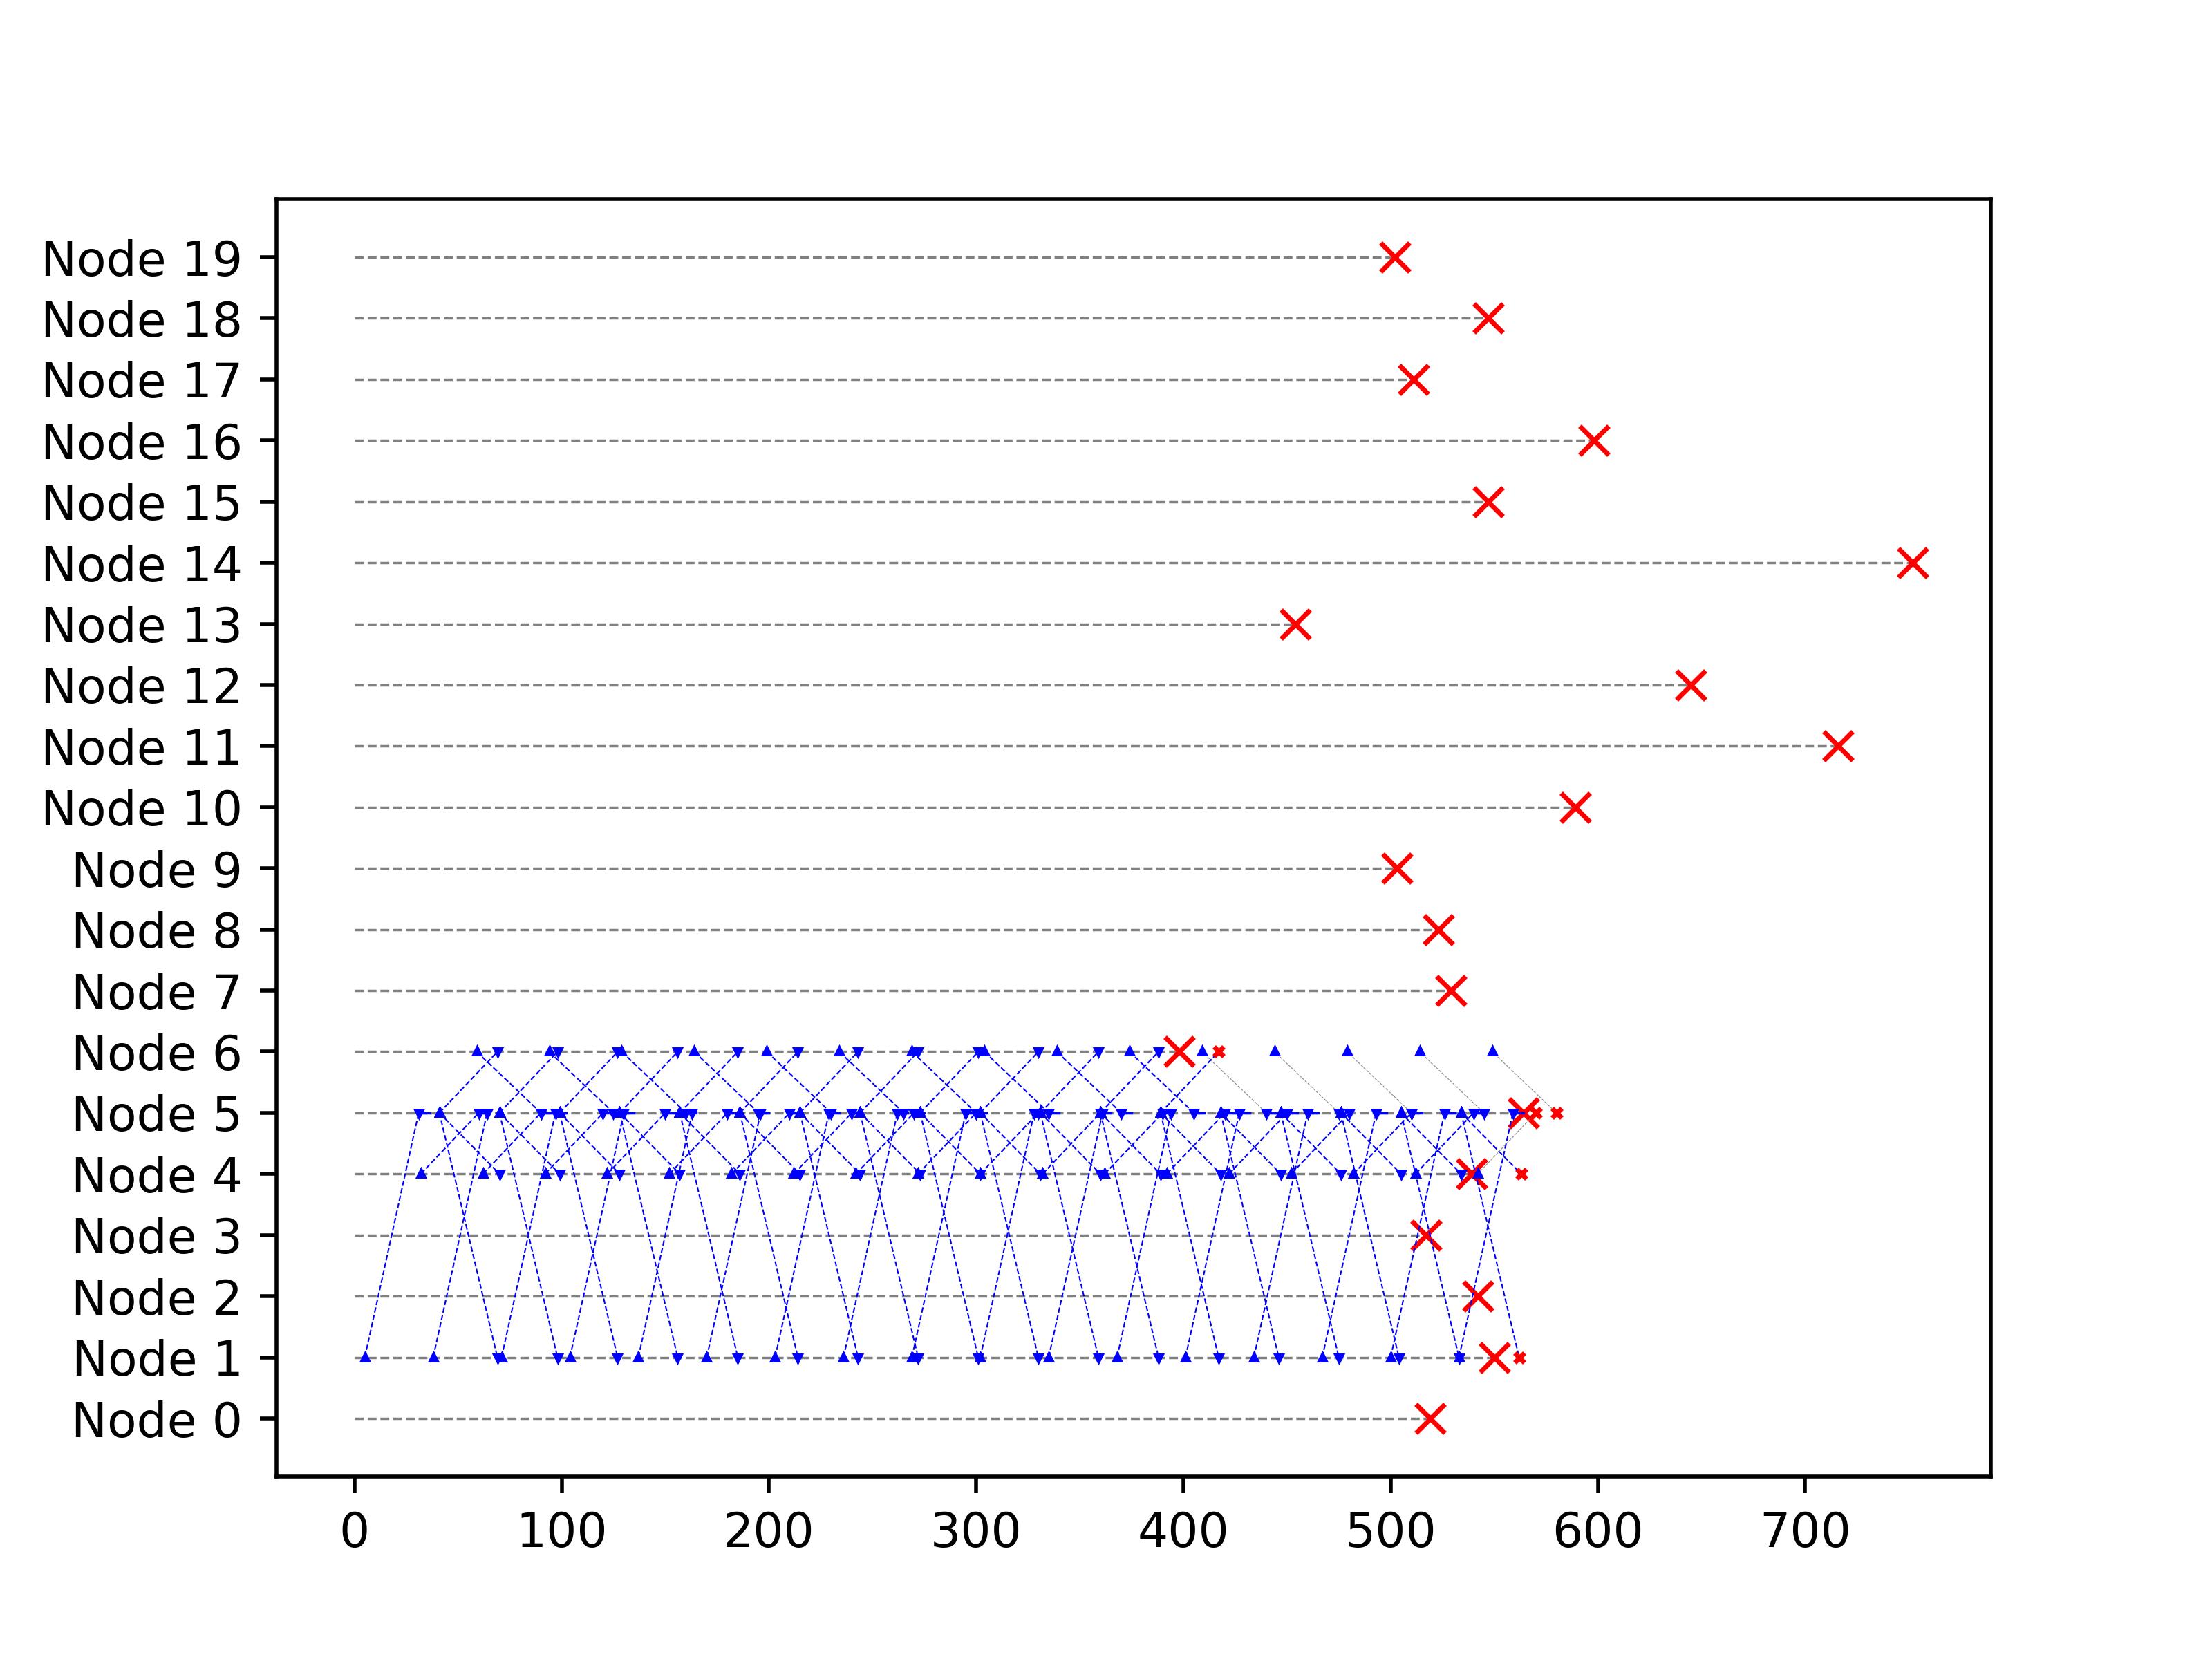 Node 19
Node 18
Node 17
Node 16
Node 15
Node 14
Node 13
Node 12
Node 11
Node 10
Node 9
Node 8
Node 7
Node 6
Node 5
Node 4
Node 3
Node 2
Node 1
Node 0
0 100 200 300 400 500 600 700